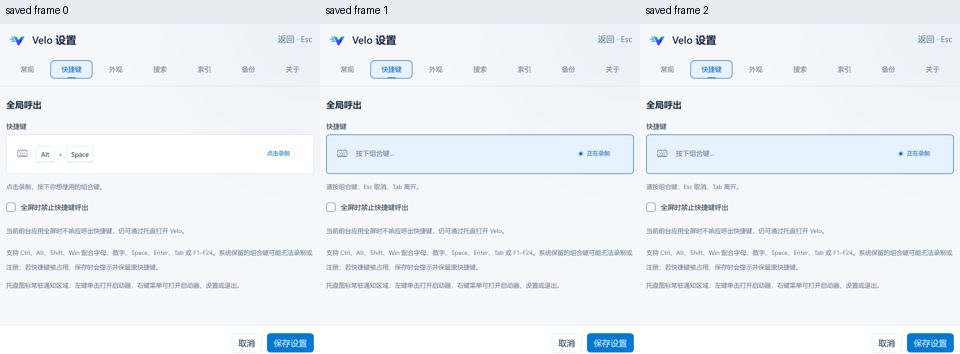 saved frame 0
Velo 设置
返回 · Esc
常规 快捷键 外观 搜索 索引 备份 关于
全局呼出
快捷键
Alt + Space 点击录制
点击录制，按下你想使用的组合键。
全屏时禁止快捷键呼出
当前前台应用全屏时不响应呼出快捷键，仍可通过托盘打开 Velo。
支持 Ctrl、Alt、Shift、Win 配合字母、数字、Space、Enter、Tab 或 F1–F24。系统保留的组合键可能无法录制或
注册；若快捷键被占用，保存时会提示并保留原快捷键。
托盘图标常驻通知区域：左键单击打开启动器，右键菜单可打开启动器、设置或退出。
取消 保存设置
saved frame 1
Velo 设置
返回 · Esc
常规 快捷键 外观 搜索 索引 备份 关于
全局呼出
快捷键
按下组合键... 正在录制
请按组合键；Esc 取消，Tab 离开。
全屏时禁止快捷键呼出
当前前台应用全屏时不响应呼出快捷键，仍可通过托盘打开 Velo。
支持 Ctrl、Alt、Shift、Win 配合字母、数字、Space、Enter、Tab 或 F1–F24。系统保留的组合键可能无法录制或
注册；若快捷键被占用，保存时会提示并保留原快捷键。
托盘图标常驻通知区域：左键单击打开启动器，右键菜单可打开启动器、设置或退出。
取消 保存设置
saved frame 2
Velo 设置
返回 · Esc
常规 快捷键 外观 搜索 索引 备份 关于
全局呼出
快捷键
按下组合键... 正在录制
请按组合键；Esc 取消，Tab 离开。
全屏时禁止快捷键呼出
当前前台应用全屏时不响应呼出快捷键，仍可通过托盘打开 Velo。
支持 Ctrl、Alt、Shift、Win 配合字母、数字、Space、Enter、Tab 或 F1–F24。系统保留的组合键可能无法录制或
注册；若快捷键被占用，保存时会提示并保留原快捷键。
托盘图标常驻通知区域：左键单击打开启动器，右键菜单可打开启动器、设置或退出。
取消 保存设置